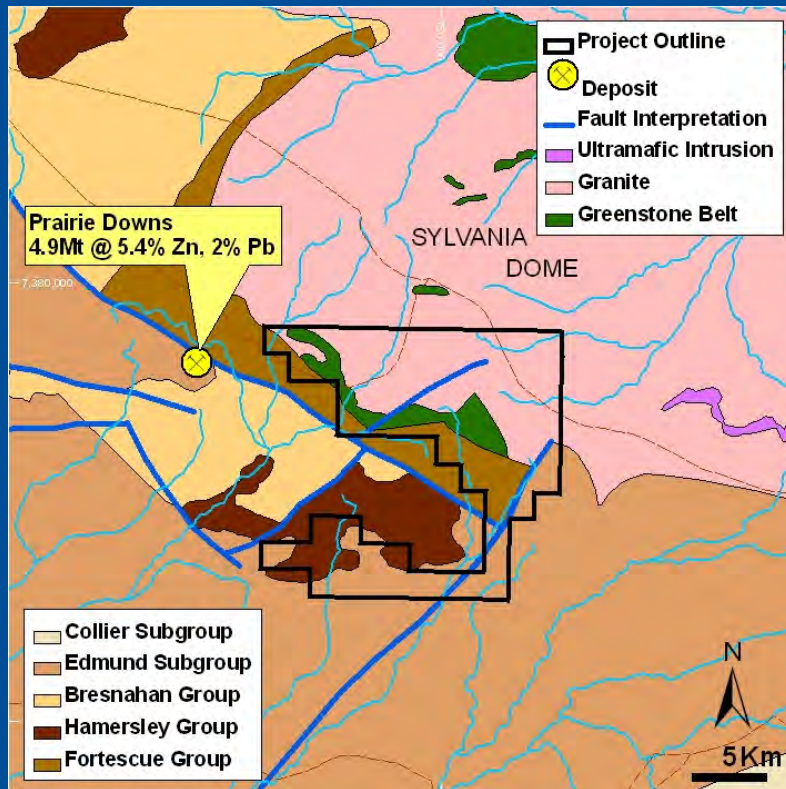 Project Outline
Deposit
Fault Interpretation
Ultramafic Intrusion
Granite
Greenstone Belt
Prairie Downs
4.9Mt @ 5.4% Zn, 2% Pb
SYLVANIA
DOME
7,380,000
Collier Subgroup
Edmund Subgroup
Bresnahan Group
Hamersley Group
Fortescue Group
N
5Km